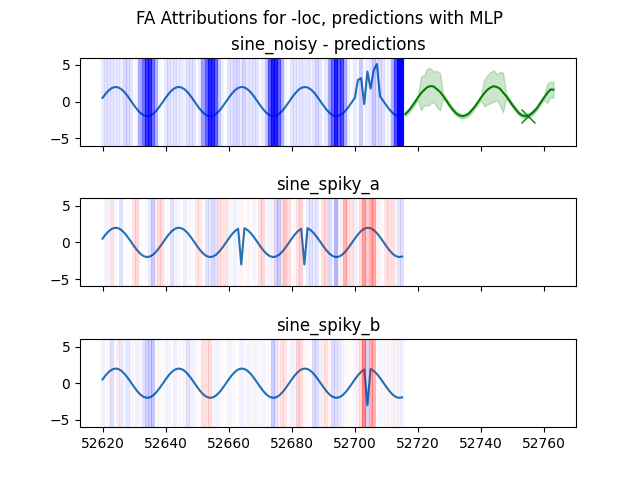 FA Attributions for -loc, predictions with MLP
sine_noisy - predictions
5
0
−5
sine_spiky_a
5
0
−5
sine_spiky_b
5
0
−5
52620 52640 52660 52680 52700 52720 52740 52760